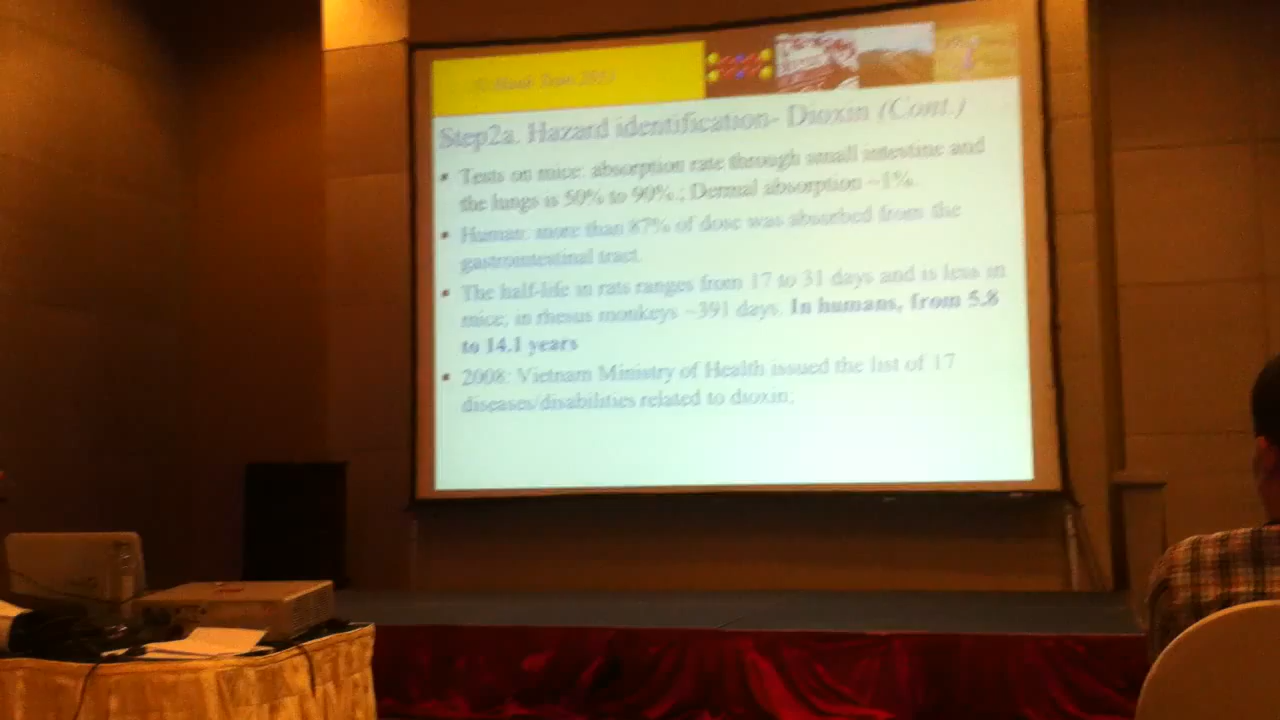 Step2a. Hazard identification- Dioxin (Cont.)
• Tests on mice: absorption rate through small intestine and
the lungs is 50% to 90%.; Dermal absorption ~1%.
• Human: more than 87% of dose was absorbed from the
gastrointestinal tract.
• The half-life in rats ranges from 17 to 31 days and is less in
mice; in rhesus monkeys ~391 days. In humans, from 5.8
to 14.1 years
• 2008: Vietnam Ministry of Health issued the list of 17
diseases/disabilities related to dioxin;